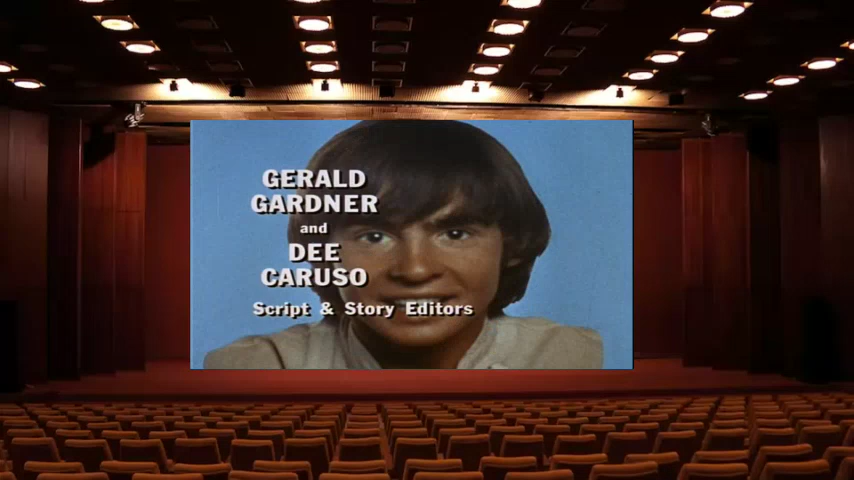 GERALD
GARDNER
and
DEE
CARUSO
Script & Story Editors